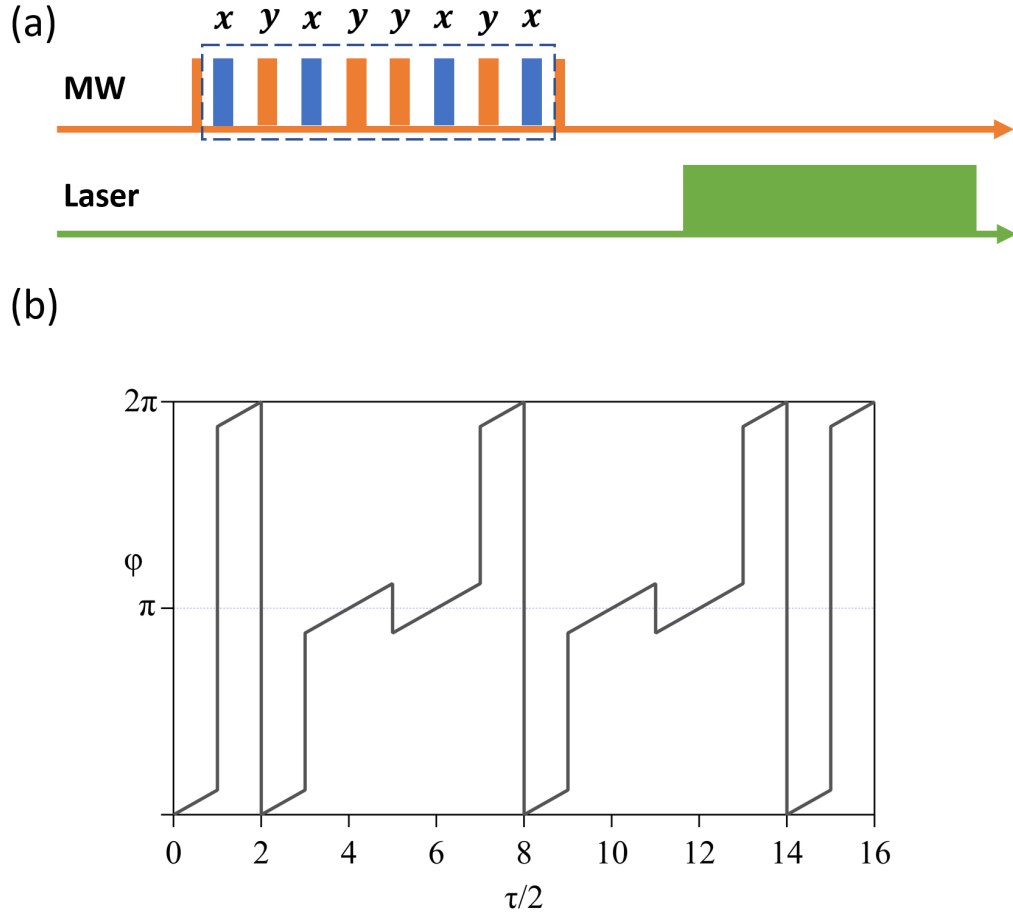 (a)
x y x y y x y x
MW
Laser
(b)
2π
φ
π
0 2 4 6 8 10 12 14 16
τ/2